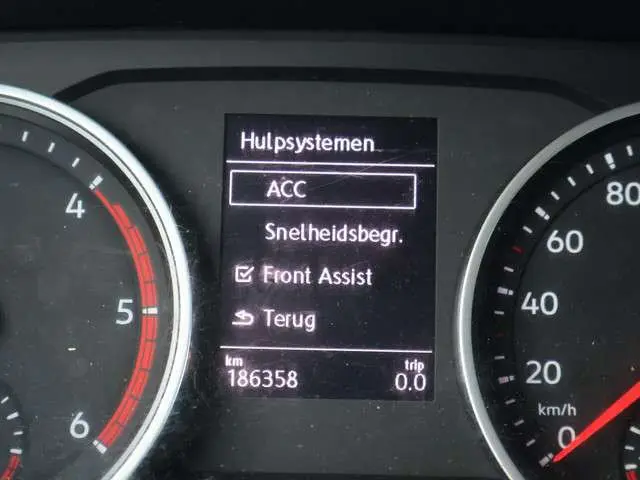 Hulpsystemen
ACC
Snelheidsbegr.
Front Assist
Terug
km
trip
186358
0.0
4
5
6
80
60
40
20
km/h
0